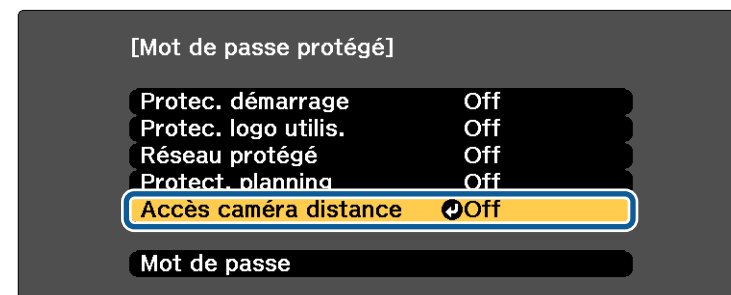 [Mot de passe protégé]
Protec. démarrage Off
Protec. logo utilis. Off
Réseau protégé Off
Protect. planning Off
Accès caméra distance Off
Mot de passe